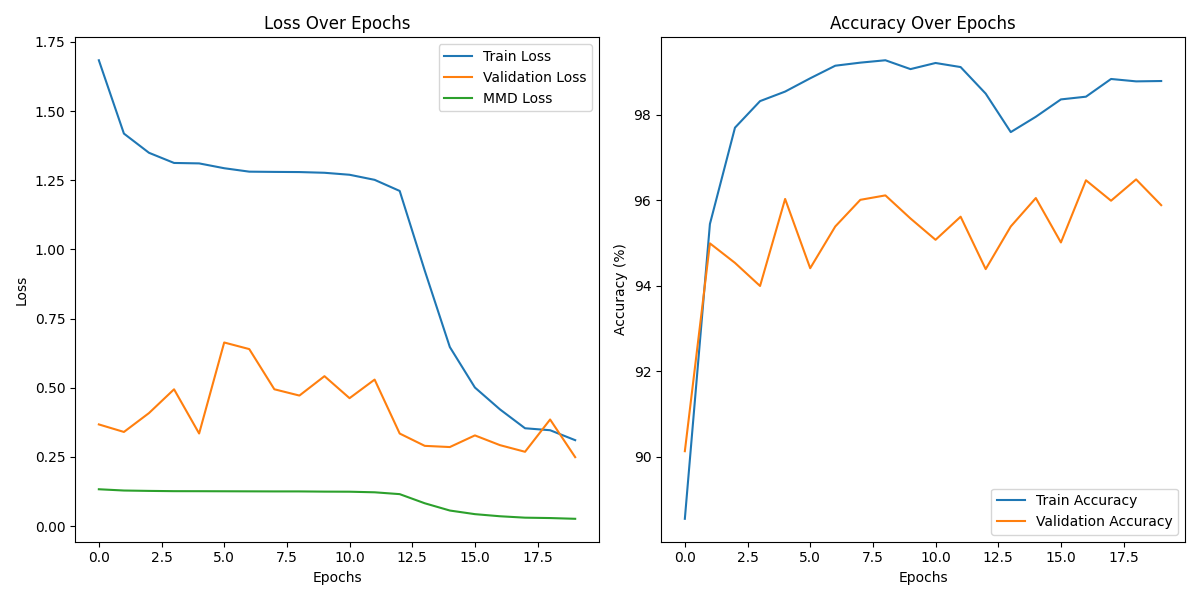 Loss Over Epochs
1.75
1.50
1.25
1.00
0.75
0.50
0.25
0.00
Loss
0.0 2.5 5.0 7.5 10.0 12.5 15.0 17.5
Epochs
Train Loss
Validation Loss
MMD Loss
Accuracy Over Epochs
98
96
94
92
90
Accuracy (%)
0.0 2.5 5.0 7.5 10.0 12.5 15.0 17.5
Epochs
Train Accuracy
Validation Accuracy